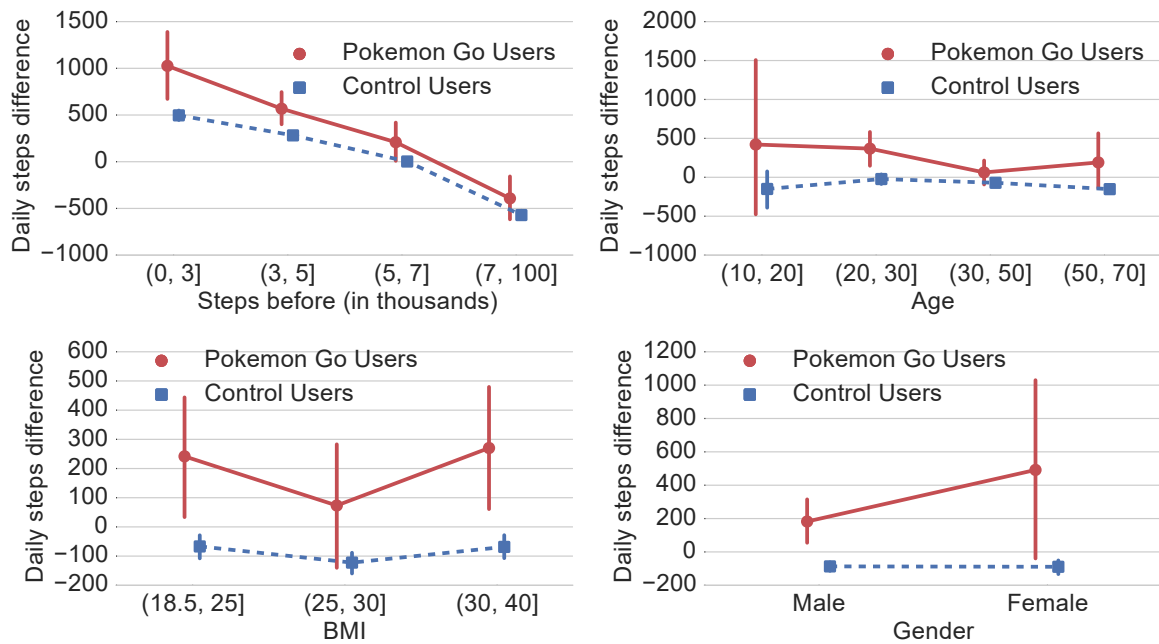 Daily steps difference
1500
1000
500
0
−500
−1000
Pokemon Go Users
Control Users
(0, 3]
(3, 5]
(5, 7]
(7, 100]
Steps before (in thousands)
Daily steps difference
2000
1500
1000
500
0
−500
−1000
Pokemon Go Users
Control Users
(10, 20]
(20, 30]
(30, 50]
(50, 70]
Age
Daily steps difference
600
500
400
300
200
100
0
−100
−200
Pokemon Go Users
Control Users
(18.5, 25]
(25, 30]
(30, 40]
BMI
Daily steps difference
1200
1000
800
600
400
200
0
−200
Pokemon Go Users
Control Users
Male
Female
Gender